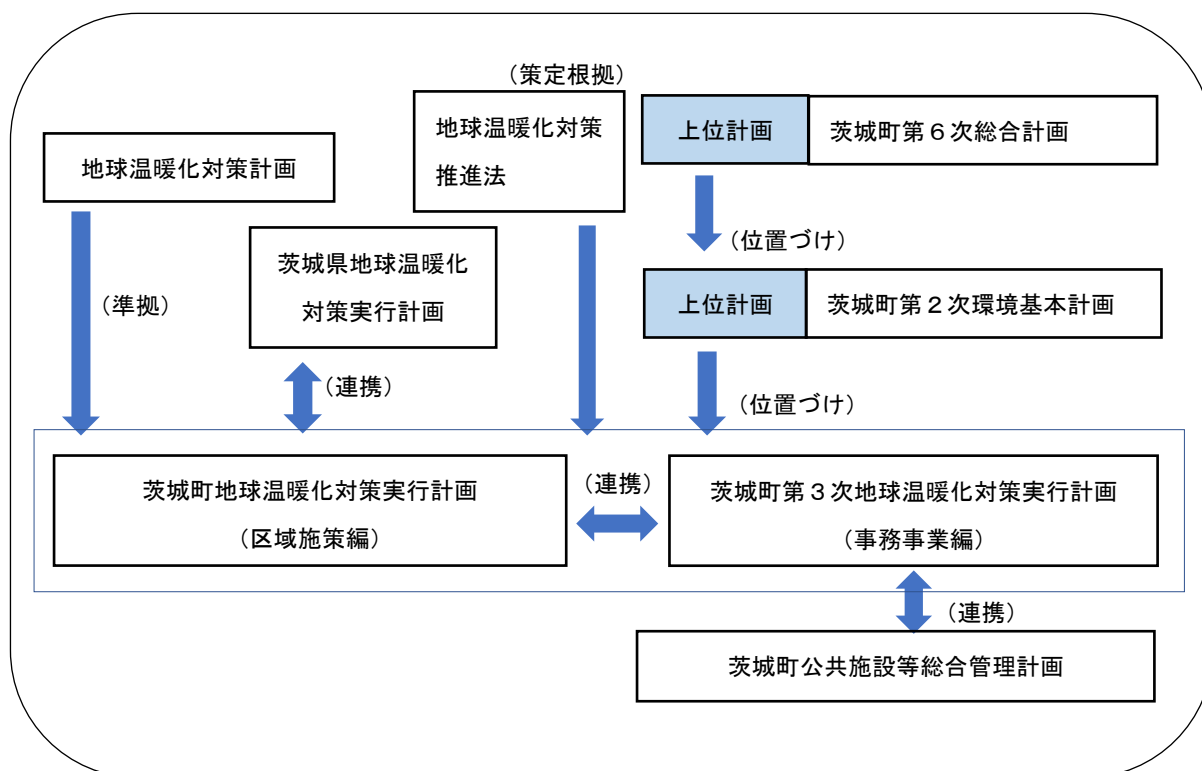 （策定根拠）
地球温暖化対策
推進法
上位計画
茨城町第６次総合計画
地球温暖化対策計画
（位置づけ）
茨城県地球温暖化
対策実行計画
上位計画
茨城町第２次環境基本計画
（準拠）
（連携）
（位置づけ）
茨城町地球温暖化対策実行計画
（区域施策編）
（連携）
茨城町第３次地球温暖化対策実行計画
（事務事業編）
（連携）
茨城町公共施設等総合管理計画